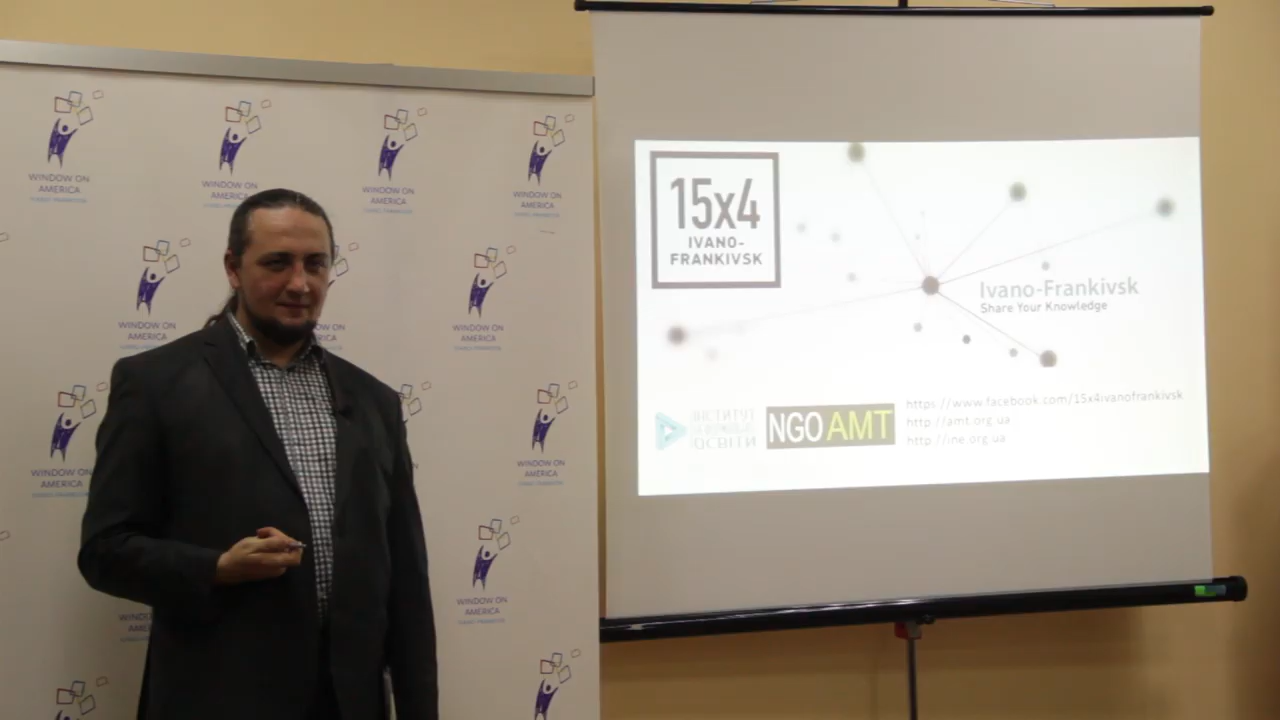 WINDOW ON
AMERICA
WINDOW ON
AMERICA
WINDOW ON
AMERICA
WINDOW ON
AMERICA
WINDOW ON
AMERICA
WINDOW ON
AMERICA
WINDOW ON
AMERICA
WINDOW ON
AMERICA
WINDOW ON
AMERICA
15x4
IVANO-
FRANKIVSK
Ivano-Frankivsk
Share Your Knowledge
ІНСТИТУТ
ОСВІТИ
NGO AMT
https://www.facebook.com/15x4ivanofrankivsk
http://amt.org.ua
http://ine.org.ua